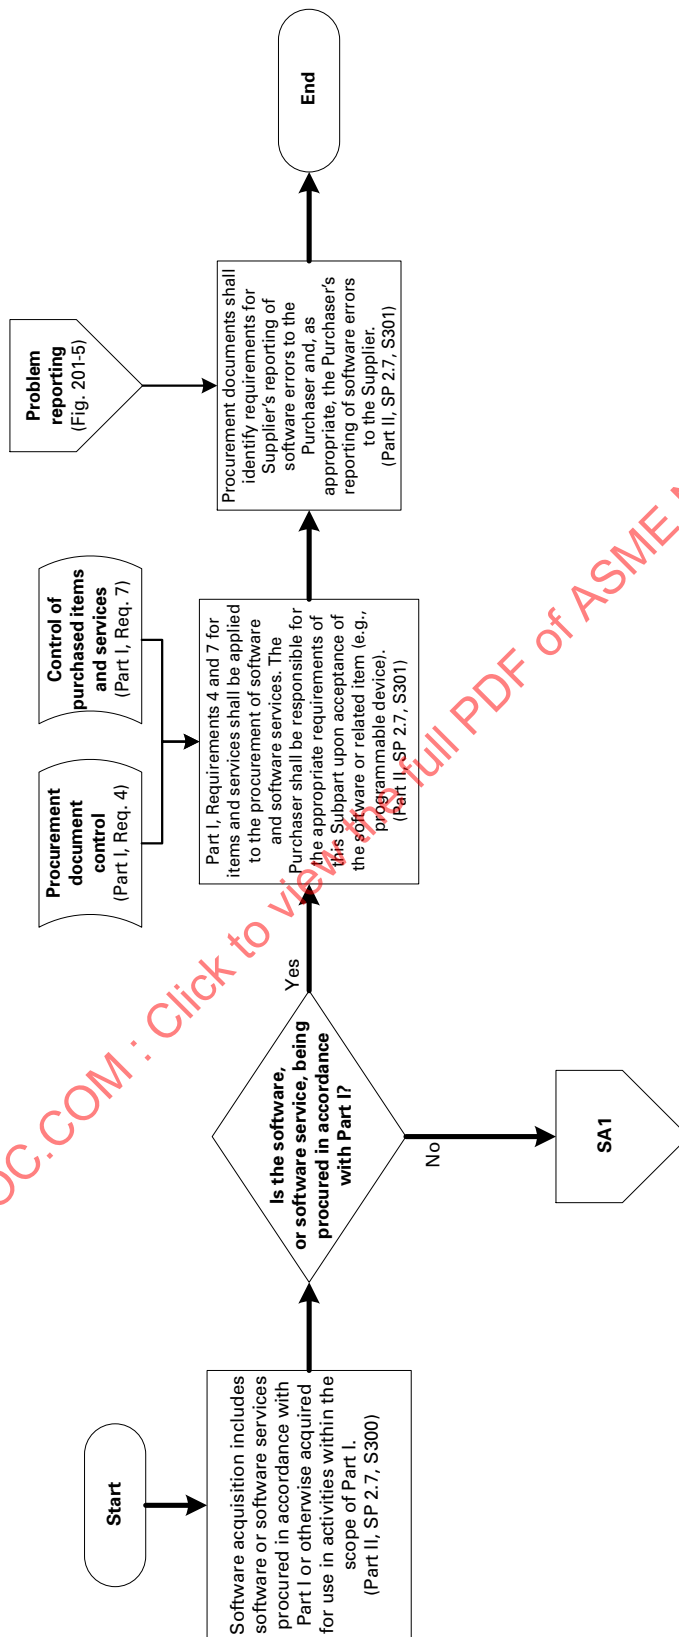 Start
Software acquisition includes
software or software services
procured in accordance with
Part I or otherwise acquired
for use in activities within the
scope of Part I.
(Part II, SP 2.7, S300)
Is the software,
or software service, being
procured in accordance
with Part I?
Yes
No
SA1
Procurement
document
control
(Part I, Req. 4)
Control of
purchased items
and services
(Part I, Req. 7)
Part I, Requirements 4 and 7 for
items and services shall be applied
to the procurement of software
and software services. The
Purchaser shall be responsible for
the appropriate requirements of
this Subpart upon acceptance of
the software or related item (e.g.,
programmable device).
(Part II, SP 2.7, S301)
Problem
reporting
(Fig. 201-5)
Procurement documents shall
identify requirements for
Supplier's reporting of
software errors to the
Purchaser and, as
appropriate, the Purchaser's
reporting of software errors
to the Supplier.
(Part II, SP 2.7, S301)
End
OC.COM : Click to view the full PDF of ASME